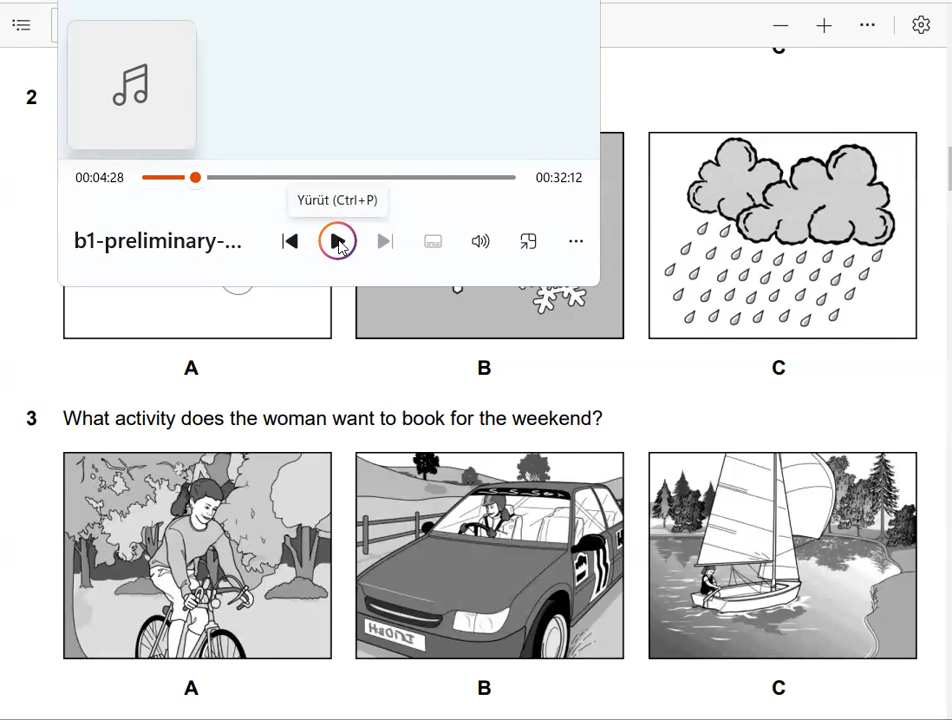 C
2
00:04:28
00:32:12
Yürüt (Ctrl+P)
b1-preliminary-...
A
B
C
3 What activity does the woman want to book for the weekend?
A
B
C